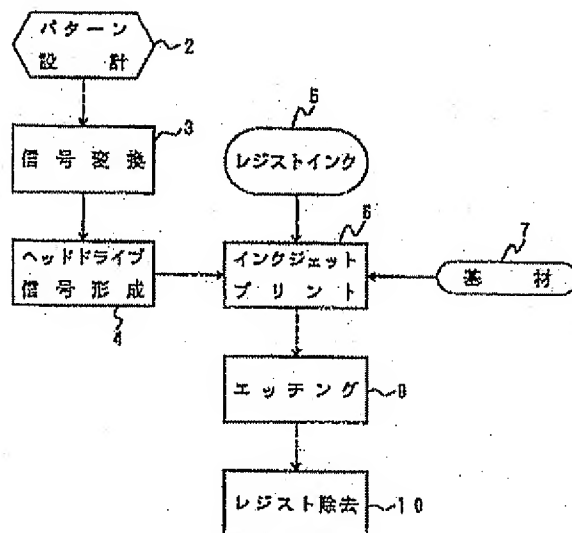 パターン
設計
2
3
信号変換
ヘッドドライブ
信号形成
4
レジストインク
インクジェット
プリント
6
7
基材
エッチング
レジスト除去
10